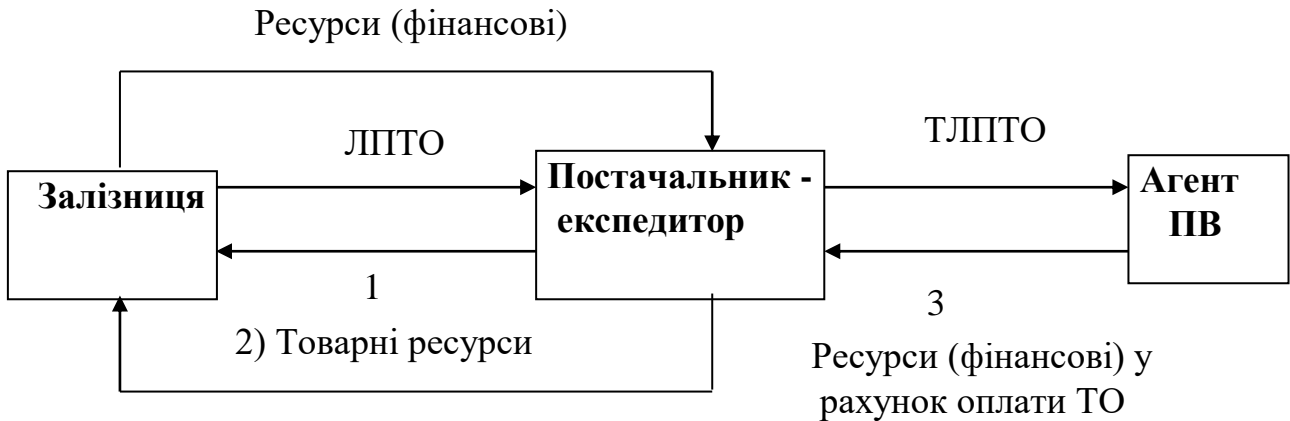 Ресурси (фінансові)
ЛПТО
ТЛПТО
Залізниця
Постачальник -
експедитор
Агент
ПВ
1
2) Товарні ресурси
3
Ресурси (фінансові) у
рахунок оплати ТО